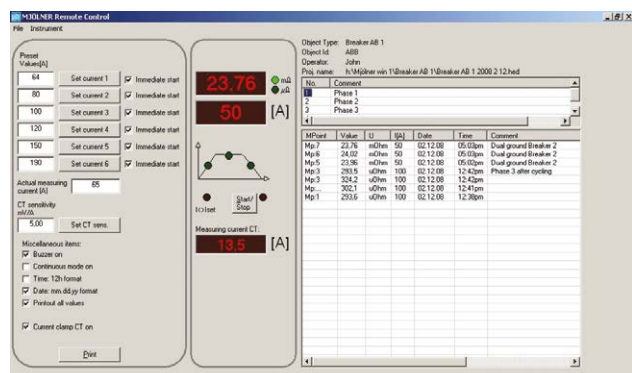 MJÖLNER Remote Control
File Instrument
Preset
Values[A]
64 Set current 1 Immediate start
80 Set current 2 Immediate start
100 Set current 3 Immediate start
120 Set current 4 Immediate start
150 Set current 5 Immediate start
190 Set current 6 Immediate start
Actual measuring
current [A] 65
CT sensitivity
mV/A
5.00 Set CT sens.
Miscellaneous items:
Buzzer on
Continuous mode on
Time: 12h format
Date: mm.dd.yy format
Printout all values
Current clamp CT on
Print
23,76 mΩ
µΩ
50 [A]
I<>Iset Start/
Stop
Measuring current CT:
13,5 [A]
Object Type: Breaker AB 1
Object Id: ABB
Operator: John
Proj. name: h:\Mjölner win 1\Breaker AB 1\Breaker AB 1 2000 2 12.hed
No. Comment
1 Phase 1
2 Phase 2
3 Phase 3
MPoint Value U I[A] Date Time Comment
Mp:7 23,76 mOhm 50 02.12.08 05:03pm Dual ground Breaker 2
Mp:6 24,02 mOhm 50 02.12.08 05:03pm Dual ground Breaker 2
Mp:5 23,96 mOhm 50 02.12.08 05:02pm Dual ground Breaker 2
Mp:3 293,5 uOhm 100 02.12.08 12:42pm Phase 3 after cycling
Mp:3 324,2 uOhm 100 02.12.08 12:42pm
Mp:... 302,1 uOhm 100 02.12.08 12:41pm
Mp:1 293,6 uOhm 100 02.12.08 12:38pm